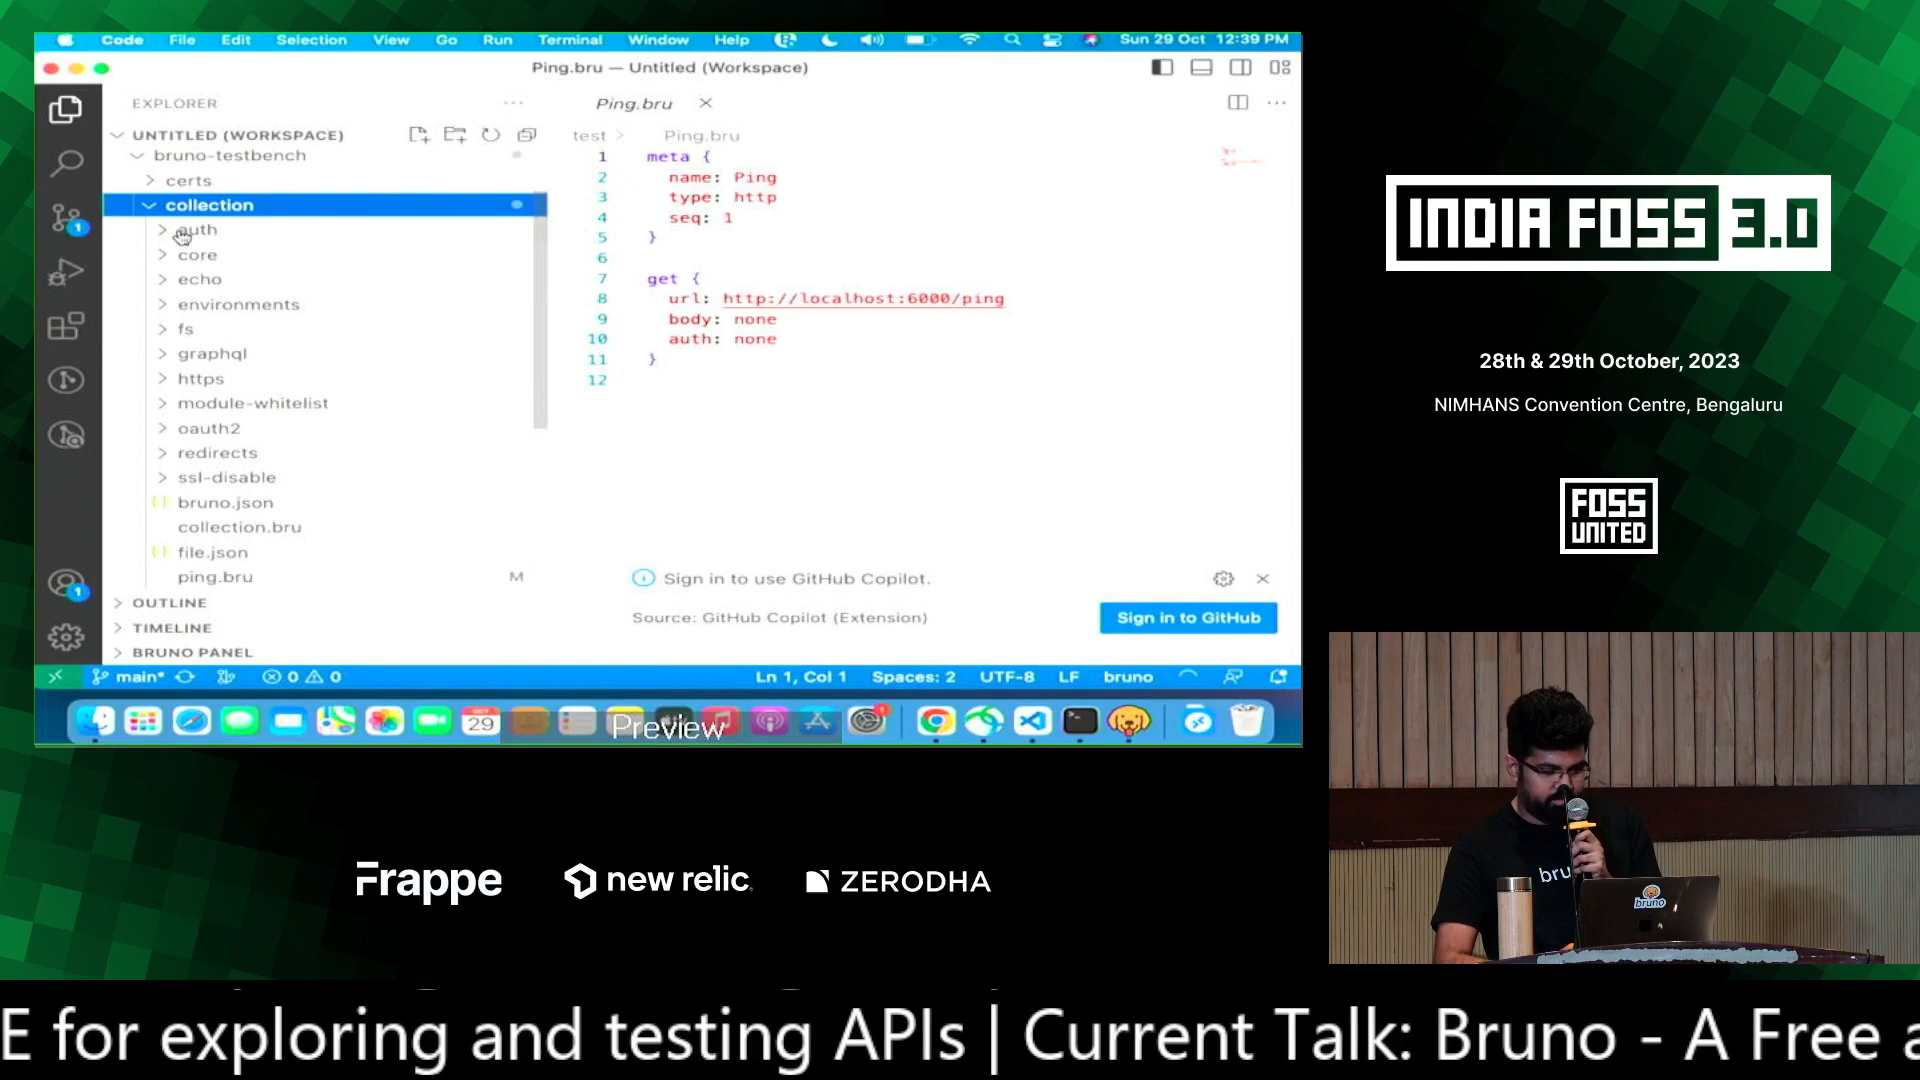 Code File Edit Selection View Go Run Terminal Window Help Sun 29 Oct 12:39 PM
Ping.bru — Untitled (Workspace)
EXPLORER
UNTITLED (WORKSPACE)
bruno-testbench
certs
collection
auth
core
echo
environments
fs
graphql
https
module-whitelist
oauth2
redirects
ssl-disable
bruno.json
collection.bru
file.json
ping.bru M
OUTLINE
TIMELINE
BRUNO PANEL
1
1
Ping.bru
test > Ping.bru
1 meta {
2 name: Ping
3 type: http
4 seq: 1
5 }
6
7 get {
8 url: http://localhost:6000/ping
9 body: none
10 auth: none
11 }
12
Sign in to use GitHub Copilot.
Source: GitHub Copilot (Extension)
Sign in to GitHub
main* 0 0 Ln 1, Col 1 Spaces: 2 UTF-8 LF bruno
OCT
29
1
Preview
INDIA FOSS 3.0
28th & 29th October, 2023
NIMHANS Convention Centre, Bengaluru
FOSS
UNITED
bru
bruno
Frappe
new relic
ZERODHA
E for exploring and testing APIs | Current Talk: Bruno - A Free a